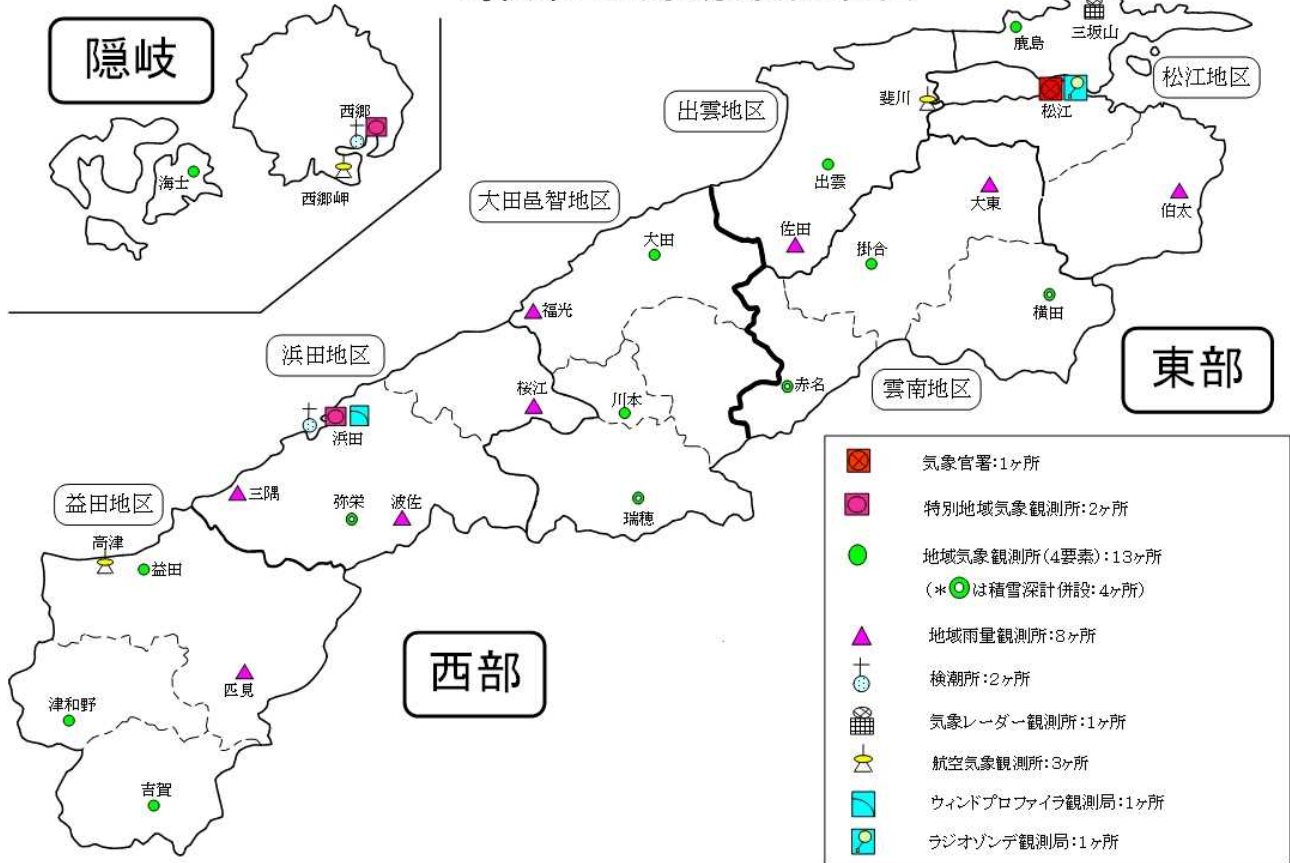 隠岐
西郷
海士
西郷岬
鹿島
三坂山
松江地区
松江
斐川
出雲地区
出雲
大東
伯太
佐田
掛合
横田
大田邑智地区
大田
福光
川本
瑞穂
赤名
雲南地区
東部
浜田地区
桜江
浜田
三隅
弥栄
波佐
益田地区
高津
益田
匹見
津和野
吉賀
西部
気象官署:1ヶ所
特別地域気象観測所:2ヶ所
地域気象観測所(4要素):13ヶ所
(*◎は積雪深計併設:4ヶ所)
地域雨量観測所:8ヶ所
検潮所:2ヶ所
気象レーダー観測所:1ヶ所
航空気象観測所:3ヶ所
ウィンドプロファイラ観測局:1ヶ所
ラジオゾンデ観測局:1ヶ所